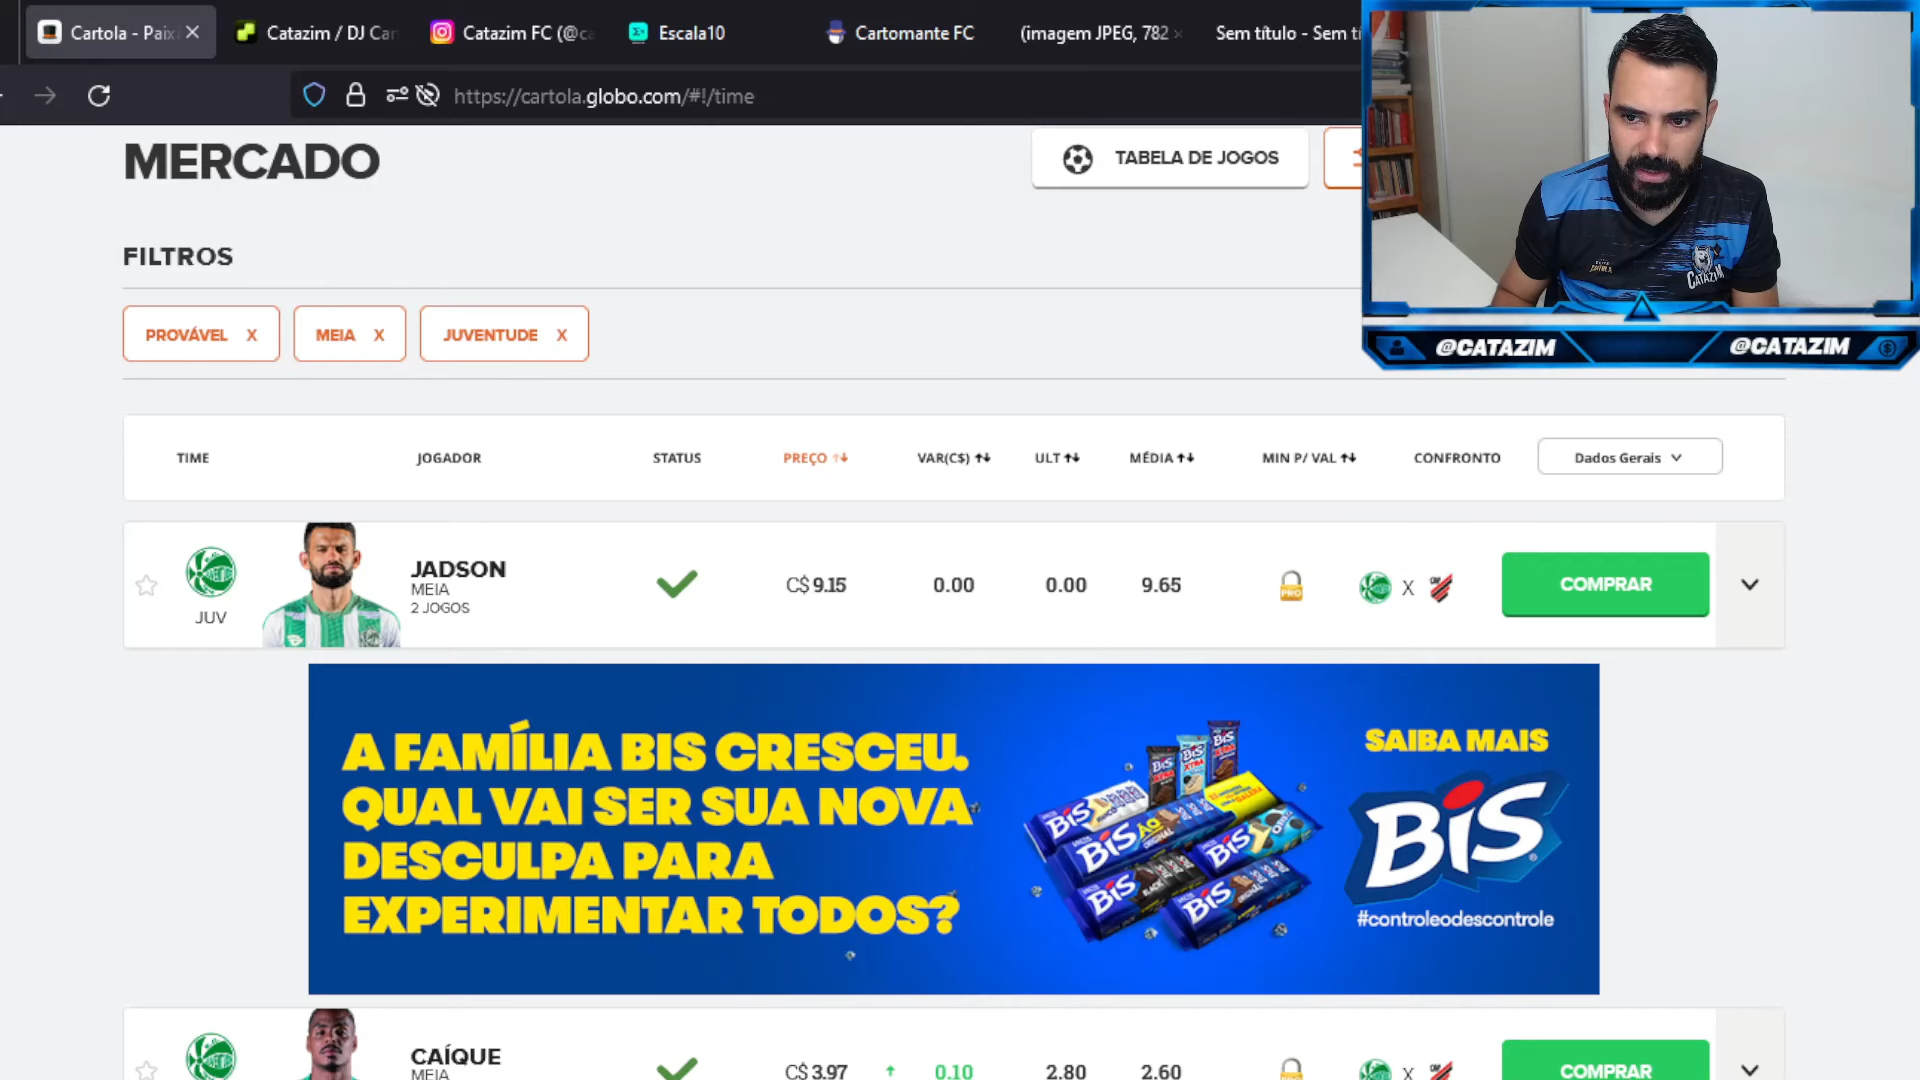 Cartola - Paix
Catazim / DJ Car
Catazim FC (@ca
Escala10
Cartomante FC
(imagem JPEG, 782
Sem título - Sem tí
https://cartola.globo.com/#!/time
MERCADO
TABELA DE JOGOS
FILTROS
PROVÁVEL X
MEIA X
JUVENTUDE X
@CATAZIM
@CATAZIM
CATAZIM
TIME
JOGADOR
STATUS
PREÇO
VAR(C$)
ULT
MÉDIA
MIN P/ VAL
CONFRONTO
Dados Gerais
JUV
JADSON
MEIA
2 JOGOS
C$ 9.15
0.00
0.00
9.65
PRO
X
COMPRAR
A FAMÍLIA BIS CRESCEU.
QUAL VAI SER SUA NOVA
DESCULPA PARA
EXPERIMENTAR TODOS?
SAIBA MAIS
BIS
#controleodescontrole
CAÍQUE
MEIA
C$ 3.97
0.10
2.80
2.60
X
COMPRAR